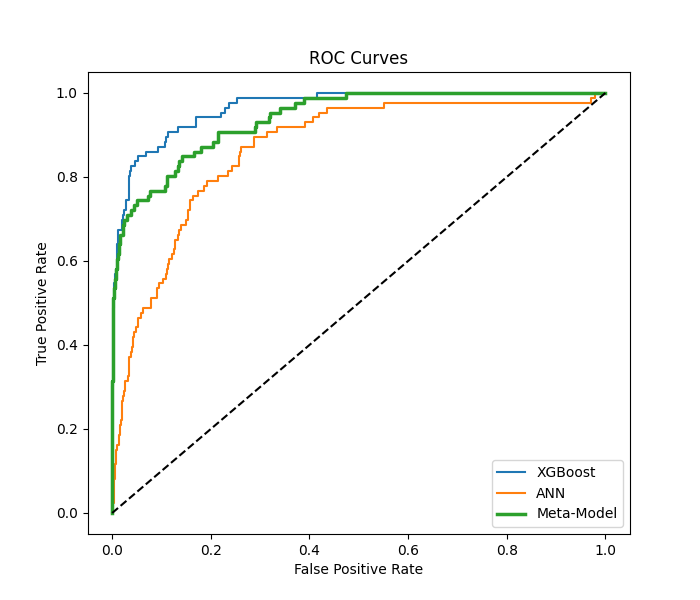 ROC Curves
True Positive Rate
1.0
0.8
0.6
0.4
0.2
0.0
XGBoost
ANN
Meta-Model
0.0 0.2 0.4 0.6 0.8 1.0
False Positive Rate